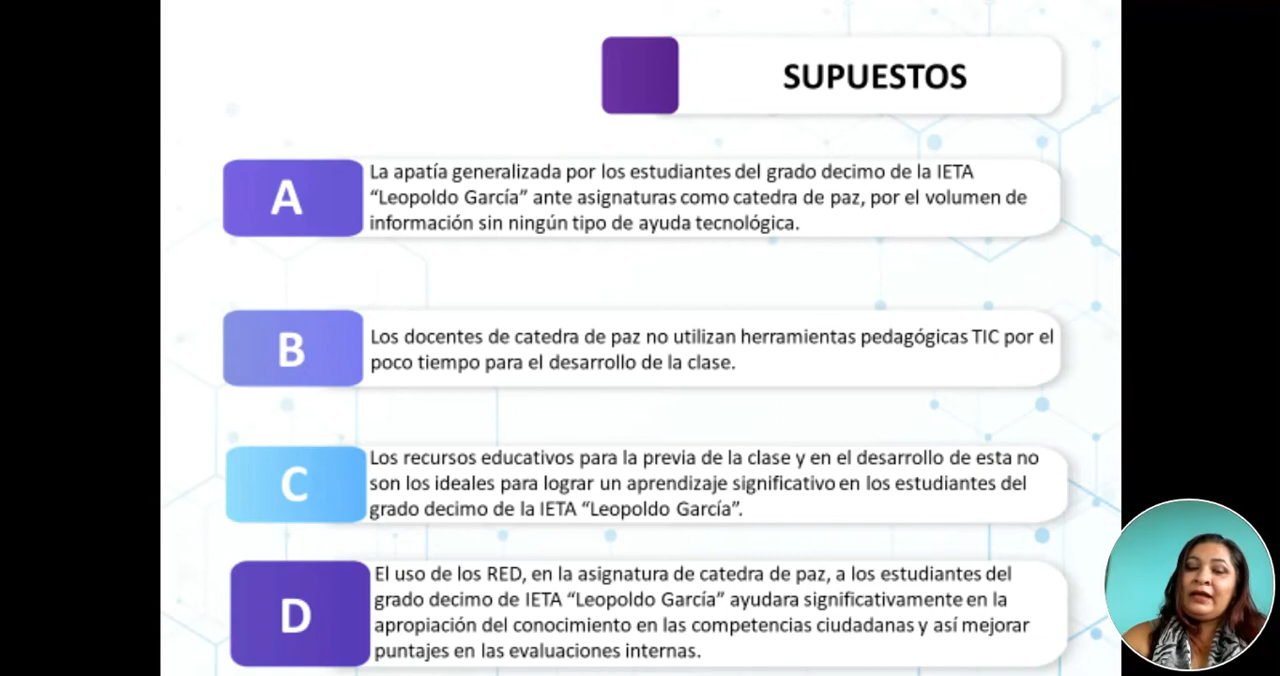 SUPUESTOS
A
La apatía generalizada por los estudiantes del grado decimo de la IETA
“Leopoldo García” ante asignaturas como catedra de paz, por el volumen de
información sin ningún tipo de ayuda tecnológica.
B
Los docentes de catedra de paz no utilizan herramientas pedagógicas TIC por el
poco tiempo para el desarrollo de la clase.
C
Los recursos educativos para la previa de la clase y en el desarrollo de esta no
son los ideales para lograr un aprendizaje significativo en los estudiantes del
grado decimo de la IETA “Leopoldo García”.
D
El uso de los RED, en la asignatura de catedra de paz, a los estudiantes del
grado decimo de IETA “Leopoldo García” ayudara significativamente en la
apropiación del conocimiento en las competencias ciudadanas y así mejorar
puntajes en las evaluaciones internas.